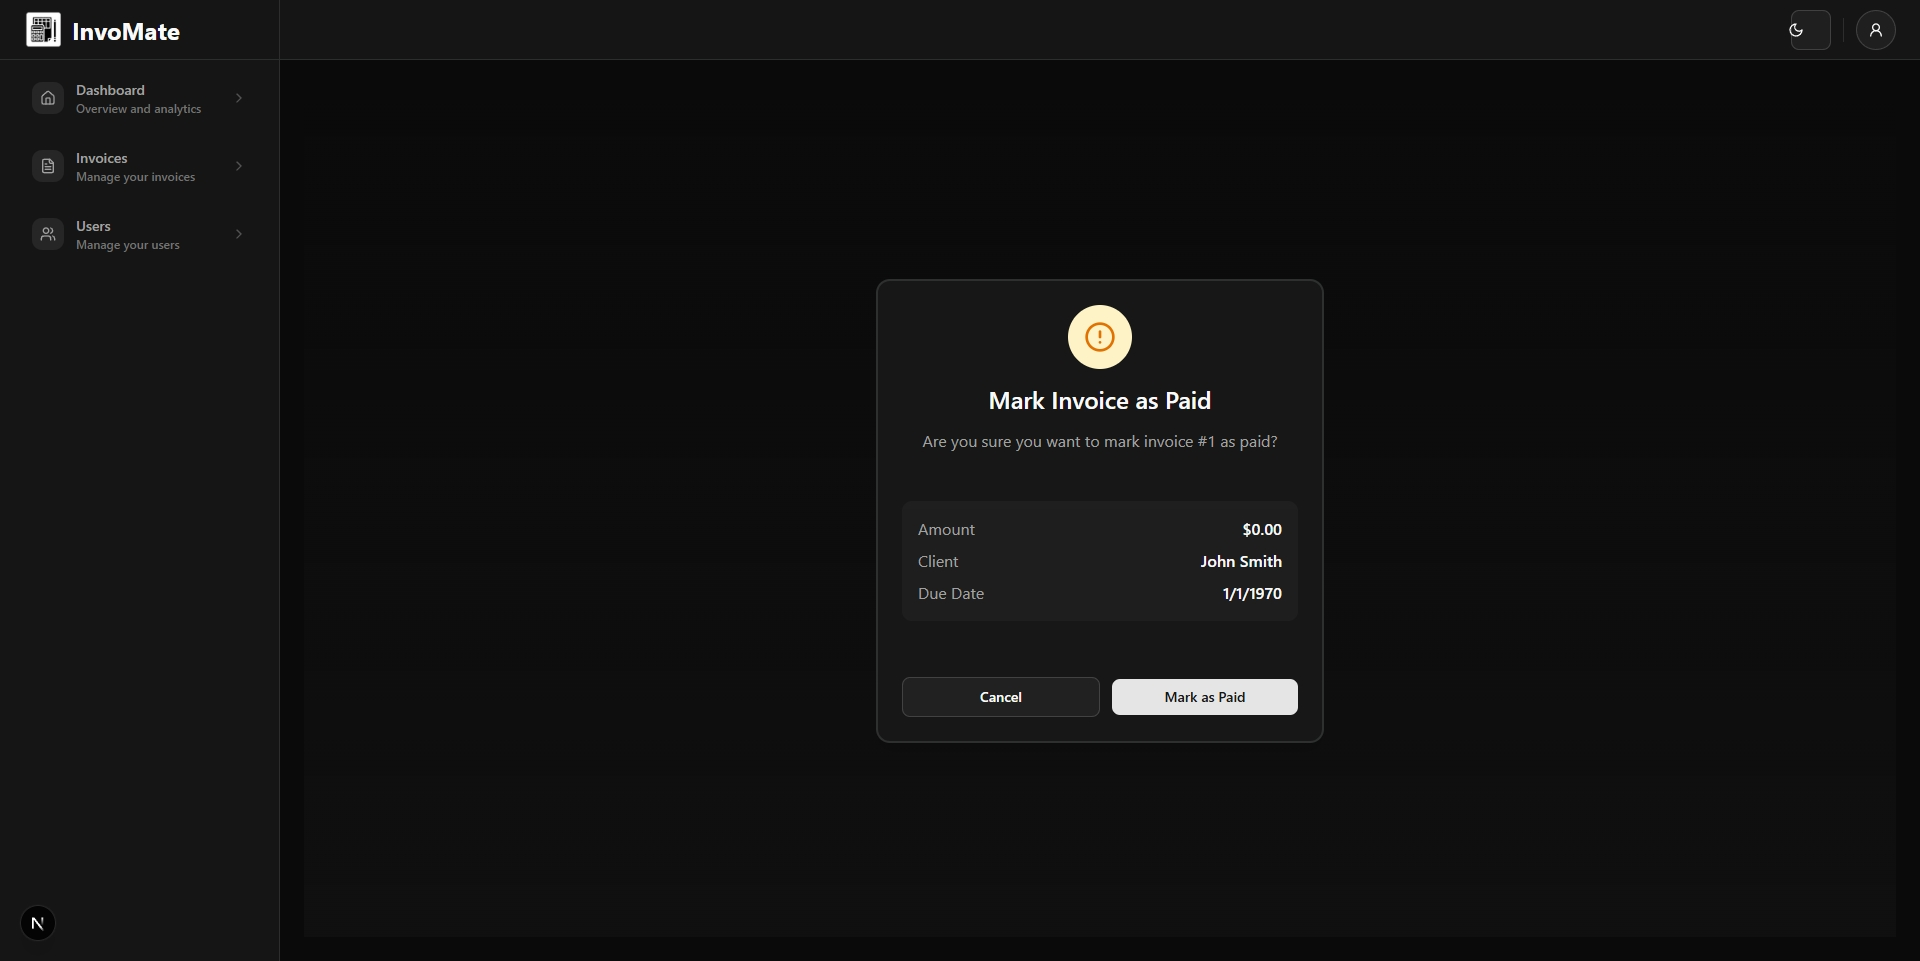 InvoMate
Dashboard
Overview and analytics
Invoices
Manage your invoices
Users
Manage your users
Mark Invoice as Paid
Are you sure you want to mark invoice #1 as paid?
Amount $0.00
Client John Smith
Due Date 1/1/1970
Cancel Mark as Paid
N